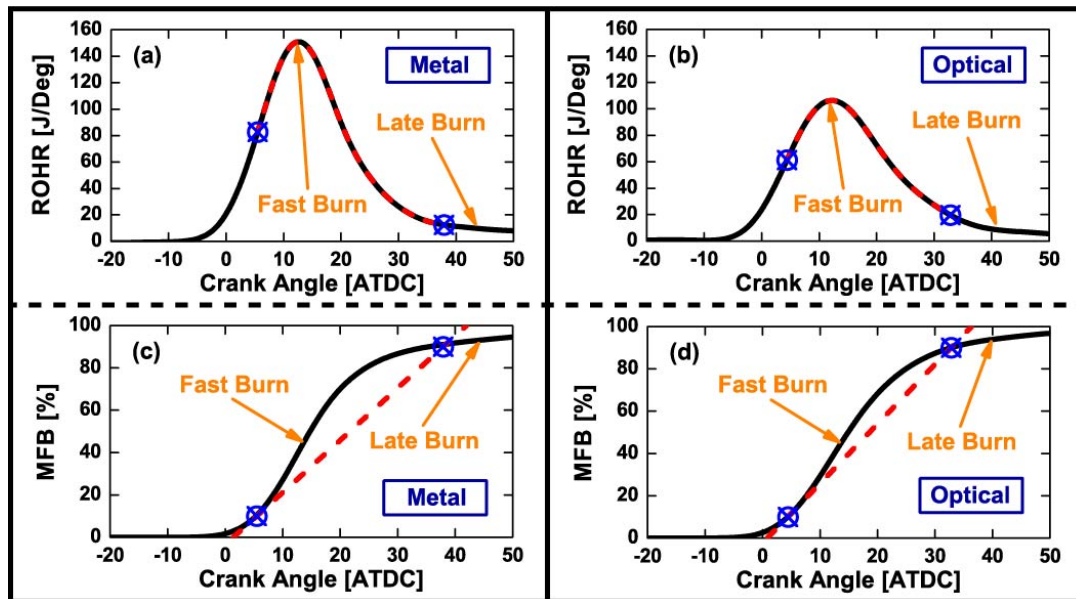 (a)
Metal
ROHR [J/Deg]
160
140
120
100
80
60
40
20
0
Late Burn
Fast Burn
-20 -10 0 10 20 30 40 50
Crank Angle [ATDC]
(b)
Optical
ROHR [J/Deg]
160
140
120
100
80
60
40
20
0
Late Burn
Fast Burn
-20 -10 0 10 20 30 40 50
Crank Angle [ATDC]
(c)
MFB [%]
80
60
40
20
0
Fast Burn
Late Burn
Metal
-20 -10 0 10 20 30 40 50
Crank Angle [ATDC]
(d)
MFB [%]
100
80
60
40
20
0
Fast Burn
Late Burn
Optical
-20 -10 0 10 20 30 40 50
Crank Angle [ATDC]